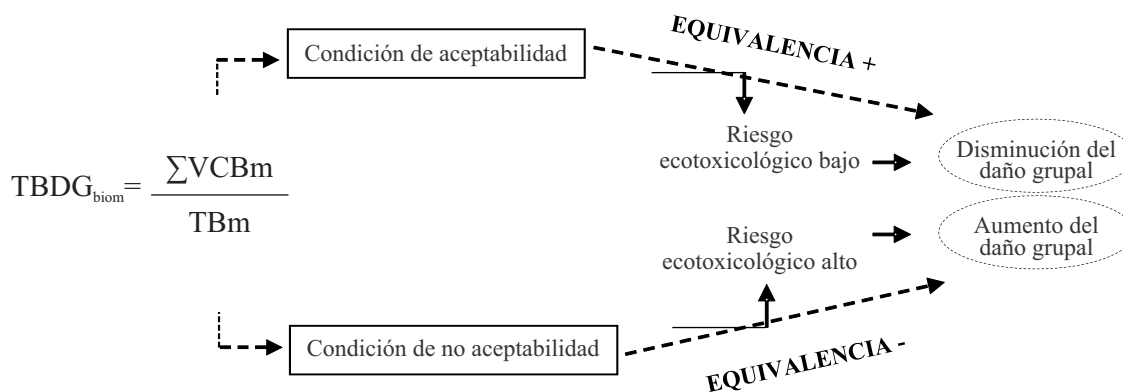 EQUIVALENCIA +
Condición de aceptabilidad
Riesgo
ecotoxicológico bajo
Disminución del
daño grupal
TBDGbiom= ∑VCBm
TBm
Riesgo
ecotoxicológico alto
Aumento del
daño grupal
Condición de no aceptabilidad
EQUIVALENCIA -